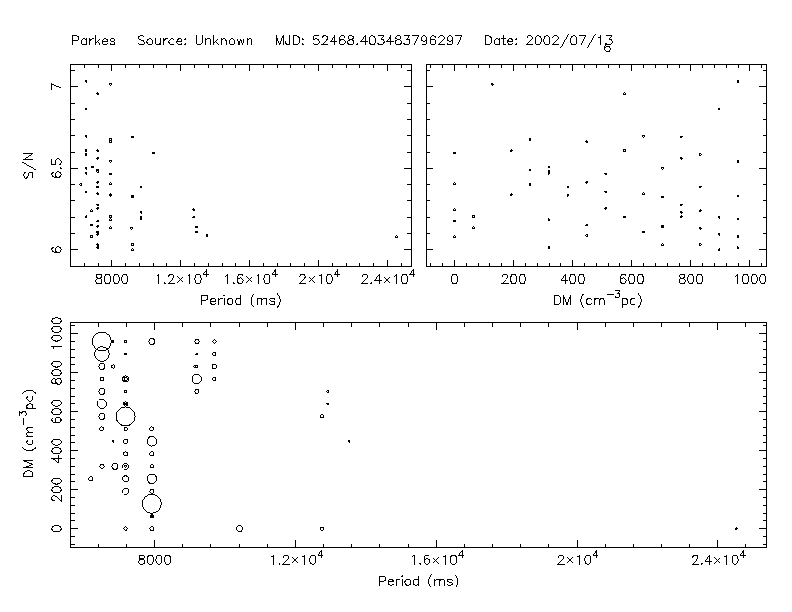 Parkes Source: Unknown MJD: 52468.403483796297 Date: 2002/07/13
6
7
6.5
6
S/N
8000 1.2×10⁴ 1.6×10⁴ 2×10⁴ 2.4×10⁴
Period (ms)
0 200 400 600 800 1000
DM (cm⁻³pc)
1000
800
600
400
200
0
DM (cm⁻³pc)
8000 1.2×10⁴ 1.6×10⁴ 2×10⁴ 2.4×10⁴
Period (ms)